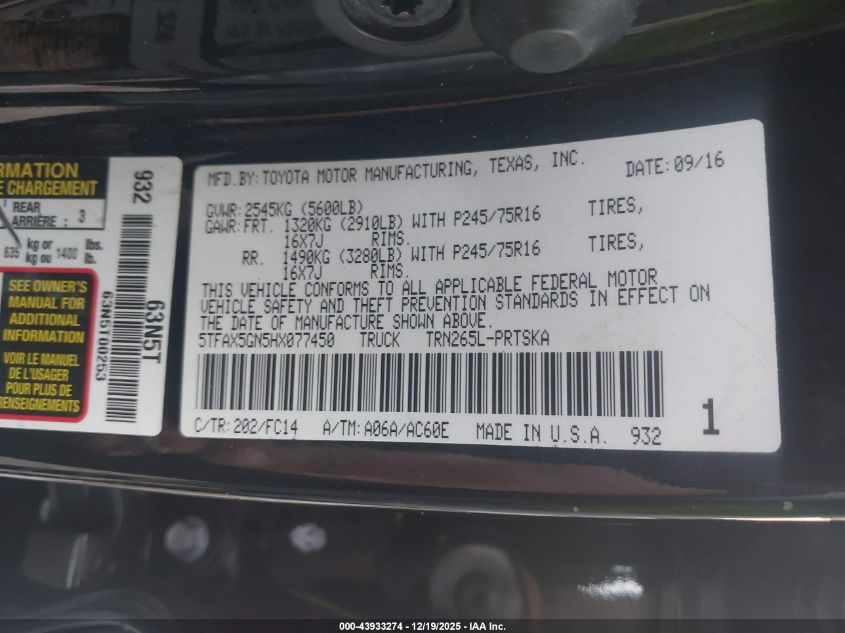 RMATION
E CHARGEMENT
REAR
ARRIÈRE : 3
635 kg or 1400 lbs.
kg ou lb.
SEE OWNER'S
MANUAL FOR
ADDITIONAL
INFORMATION
VOIR LE MANUEL
DE L'USAGER
POUR PLUS DE
RENSEIGNEMENTS
932
63N5T
63N5T00253
MFD.BY:TOYOTA MOTOR MANUFACTURING, TEXAS, INC. DATE:09/16
GVWR:2545KG (5600LB)
GAWR:FRT. 1320KG (2910LB) WITH P245/75R16 TIRES,
16X7J RIMS.
RR. 1490KG (3280LB) WITH P245/75R16 TIRES,
16X7J RIMS.
THIS VEHICLE CONFORMS TO ALL APPLICABLE FEDERAL MOTOR
VEHICLE SAFETY AND THEFT PREVENTION STANDARDS IN EFFECT ON
THE DATE OF MANUFACTURE SHOWN ABOVE.
5TFAX5GN5HX077450 TRUCK TRN265L-PRTSKA
C/TR:202/FC14 A/TM:A06A/AC60E MADE IN U.S.A. 932 1
000-43933274 - 12/19/2025 - IAA Inc.